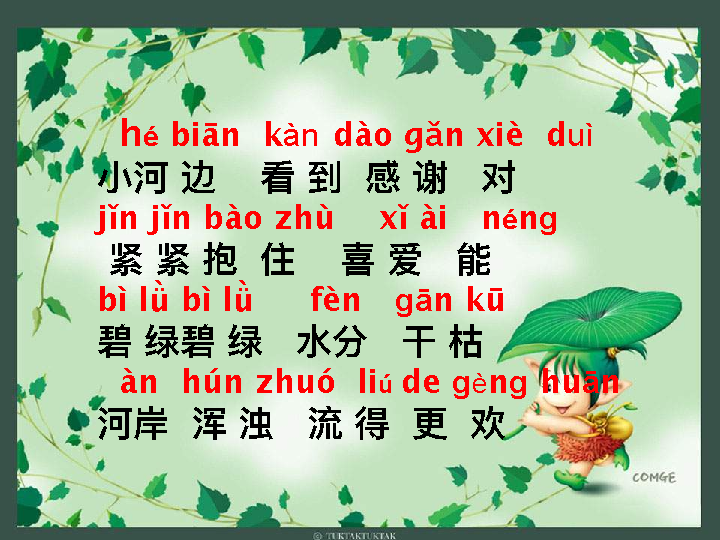 hé biān kàn dào gǎn xiè duì
小河 边 看 到 感 谢 对
jǐn jǐn bào zhù xǐ ài néng
紧 紧 抱 住 喜 爱 能
bì lǜ bì lǜ fèn gān kū
碧 绿碧 绿 水分 干 枯
àn hún zhuó liú de gèng huān
河岸 浑 浊 流 得 更 欢
COMGE
© TUKTAKTUKTAK